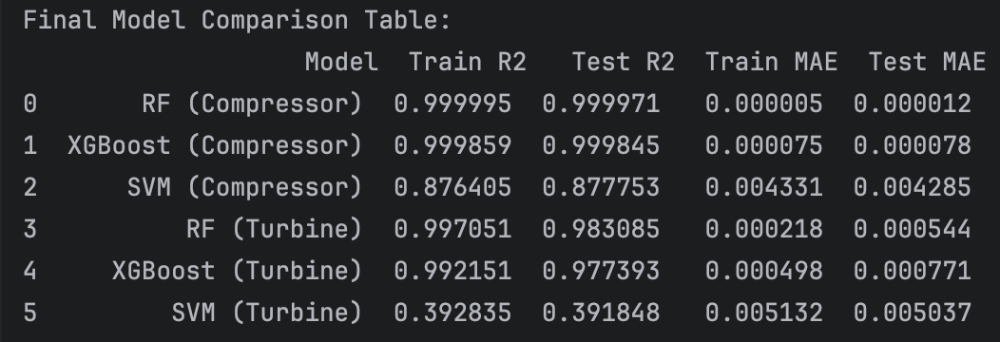 Final Model Comparison Table:
Model Train R2 Test R2 Train MAE Test MAE
0 RF (Compressor) 0.999995 0.999971 0.000005 0.000012
1 XGBoost (Compressor) 0.999859 0.999845 0.000075 0.000078
2 SVM (Compressor) 0.876405 0.877753 0.004331 0.004285
3 RF (Turbine) 0.997051 0.983085 0.000218 0.000544
4 XGBoost (Turbine) 0.992151 0.977393 0.000498 0.000771
5 SVM (Turbine) 0.392835 0.391848 0.005132 0.005037